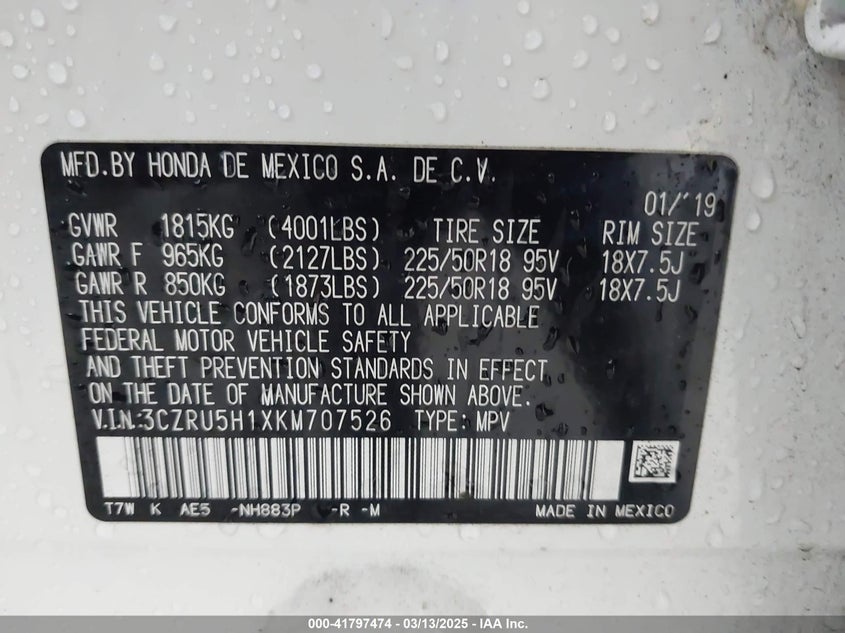 MFD.BY HONDA DE MEXICO S.A. DE C.V.
01/'19
GVWR 1815KG (4001LBS) TIRE SIZE RIM SIZE
GAWR F 965KG (2127LBS) 225/50R18 95V 18X7.5J
GAWR R 850KG (1873LBS) 225/50R18 95V 18X7.5J
THIS VEHICLE CONFORMS TO ALL APPLICABLE
FEDERAL MOTOR VEHICLE SAFETY
AND THEFT PREVENTION STANDARDS IN EFFECT
ON THE DATE OF MANUFACTURE SHOWN ABOVE.
V.I.N:3CZRU5H1XKM707526 TYPE: MPV
T7W K AE5 -NH883P -R -M MADE IN MEXICO
000-41797474 - 03/13/2025 - IAA Inc.